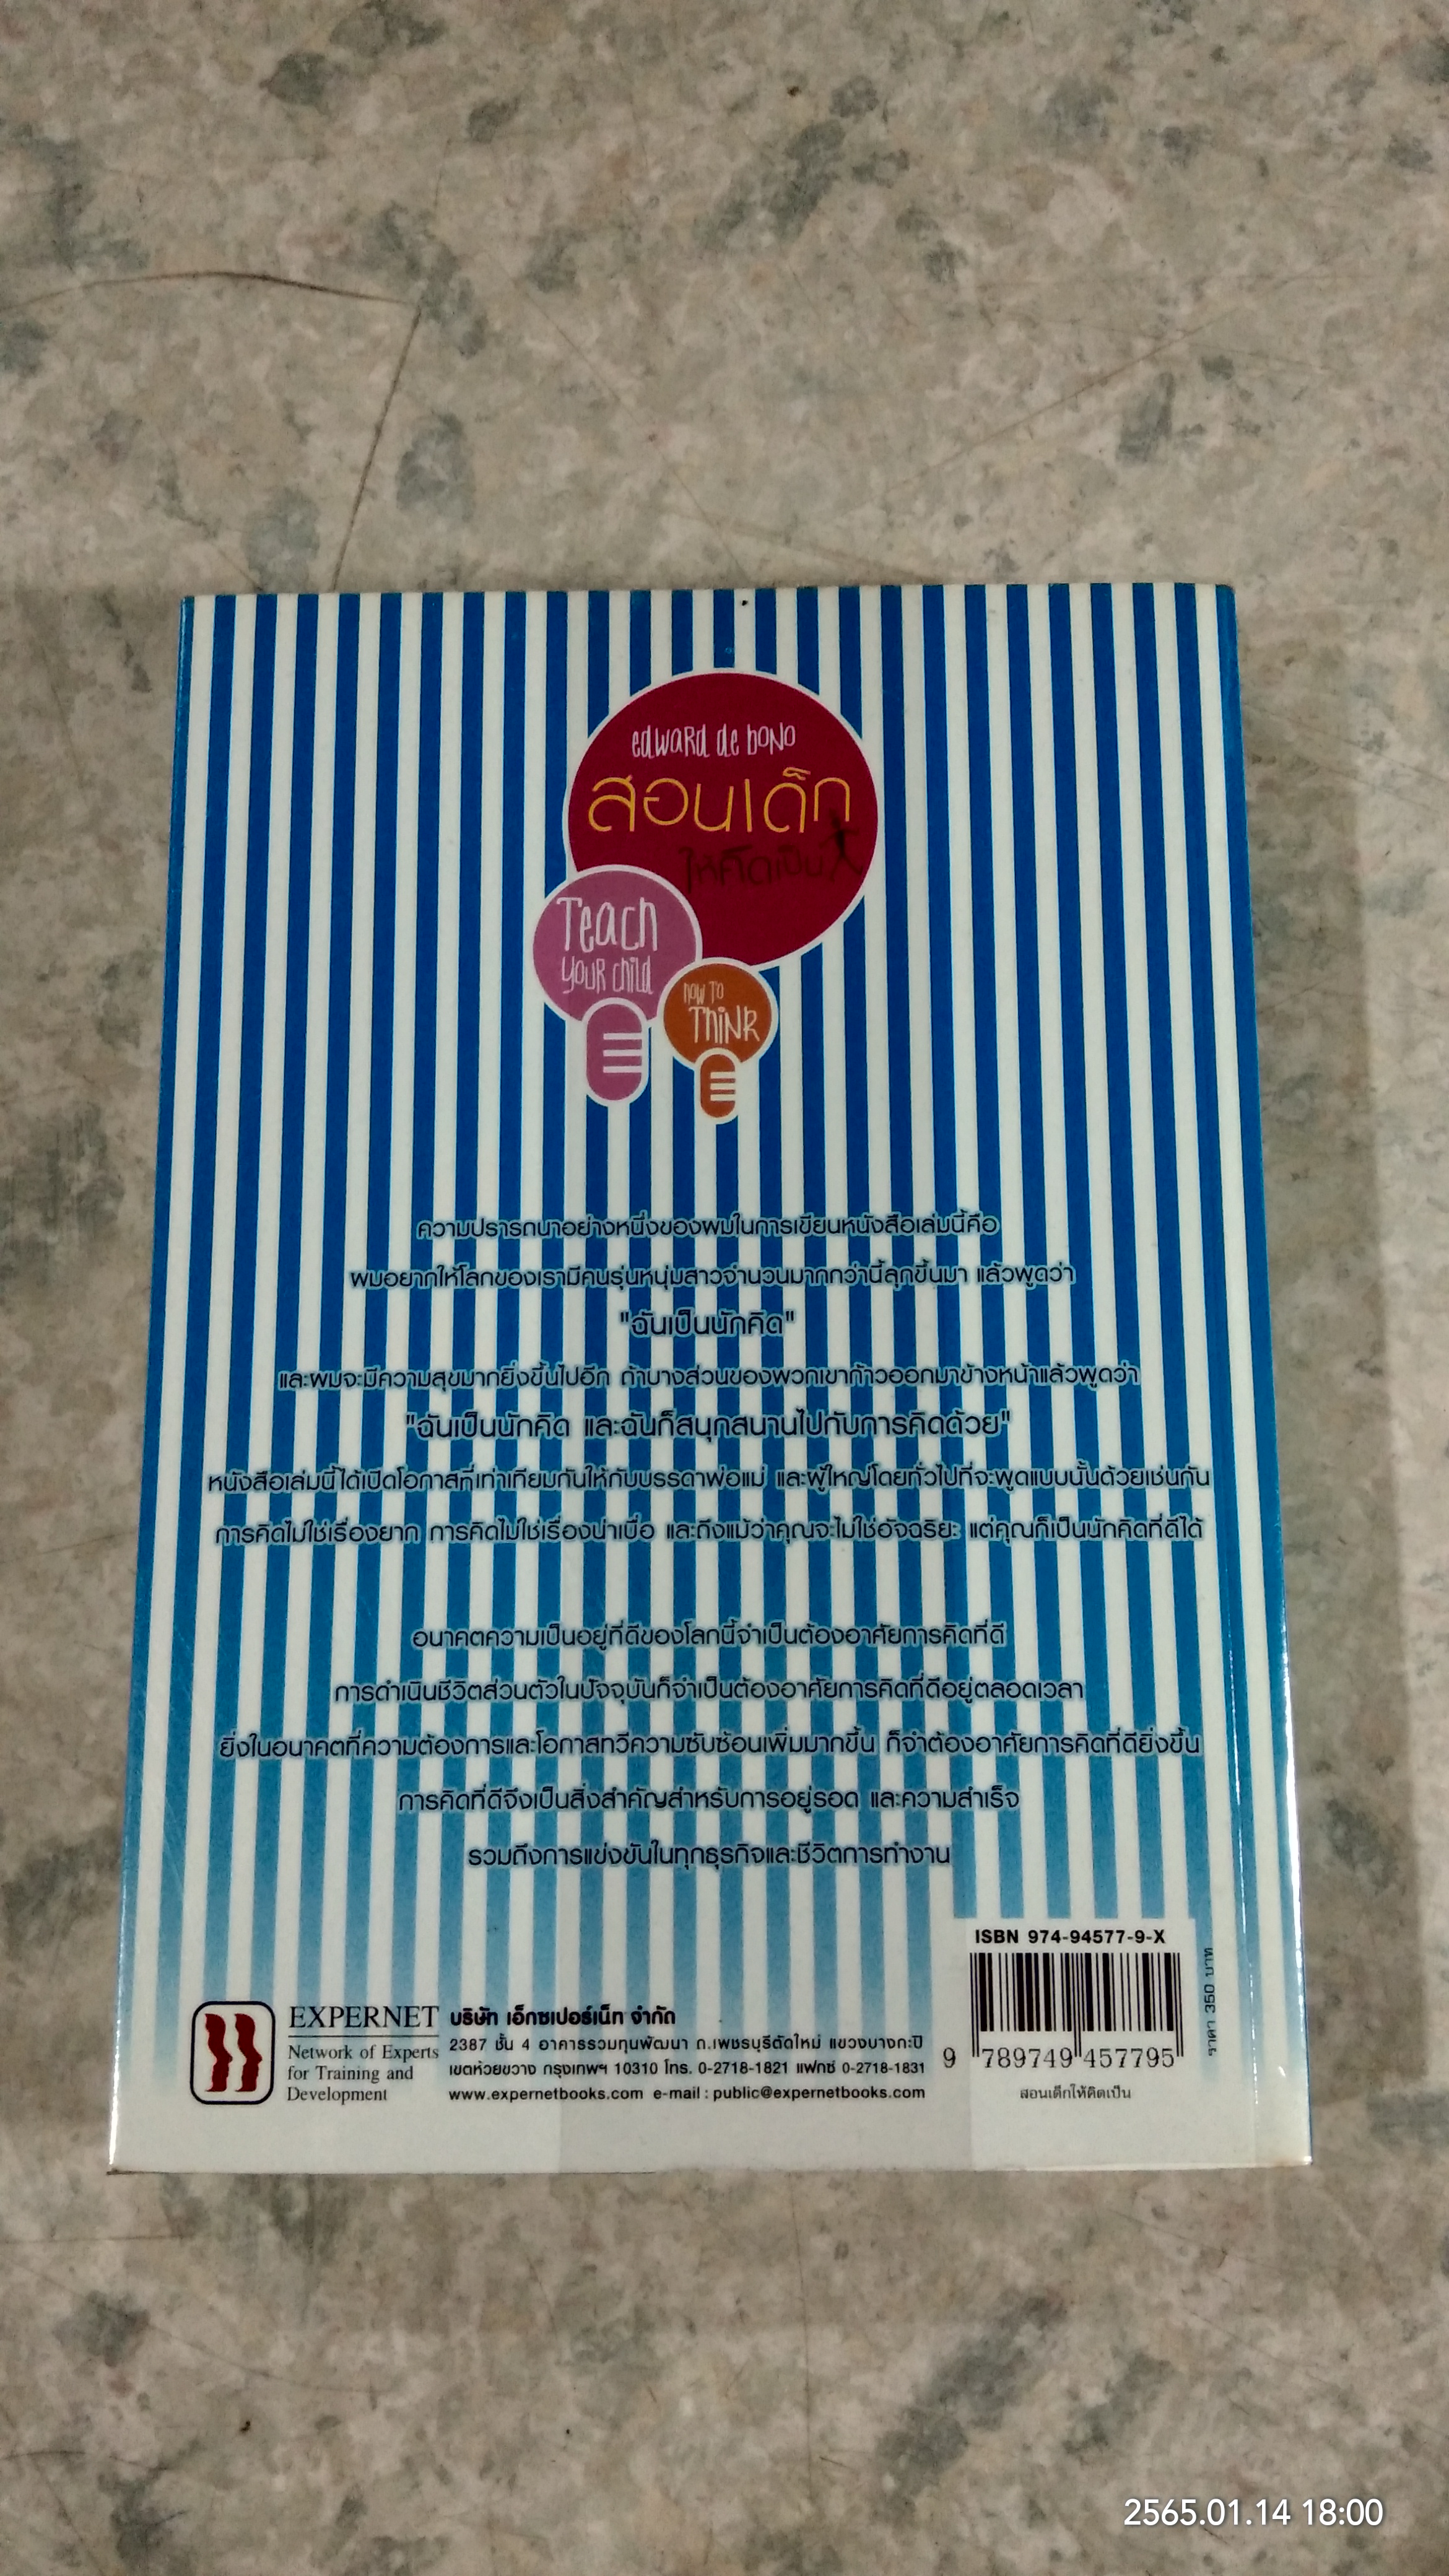 edward de bono
สอนเด็ก
ให้คิดเป็น
Teach
your child
how to
Think
ความปรารถนาอย่างหนึ่งของผมในการเขียนหนังสือเล่มนี้คือ
ผมอยากให้โลกของเรามีคนรุ่นหนุ่มสาวจำนวนมากกว่านี้ลุกขึ้นมา แล้วพูดว่า
"ฉันเป็นนักคิด"
และผมจะมีความสุขมากยิ่งขึ้นไปอีก ถ้าบางส่วนของพวกเขาก้าวออกมาข้างหน้าแล้วพูดว่า
"ฉันเป็นนักคิด และฉันก็สนุกสนานไปกับการคิดด้วย"
หนังสือเล่มนี้ได้เปิดโอกาสที่เท่าเทียมกันให้กับบรรดาพ่อแม่ และผู้ใหญ่โดยทั่วไปที่จะพูดแบบนั้นด้วยเช่นกัน
การคิดไม่ใช่เรื่องยาก การคิดไม่ใช่เรื่องน่าเบื่อ และถึงแม้ว่าคุณจะไม่ใช่อัจฉริยะ แต่คุณก็เป็นนักคิดที่ดีได้
อนาคตความเป็นอยู่ที่ดีของโลกนี้จำเป็นต้องอาศัยการคิดที่ดี
การดำเนินชีวิตส่วนตัวในปัจจุบันก็จำเป็นต้องอาศัยการคิดที่ดีอยู่ตลอดเวลา
ยิ่งในอนาคตที่ความต้องการและโอกาสทวีความซับซ้อนเพิ่มมากขึ้น ก็จำต้องอาศัยการคิดที่ดียิ่งขึ้น
การคิดที่ดีจึงเป็นสิ่งสำคัญสำหรับการอยู่รอด และความสำเร็จ
รวมถึงการแข่งขันในทุกธุรกิจและชีวิตการทำงาน
ISBN 974-94577-9-X
9 789749 457795
สอนเด็กให้คิดเป็น
ราคา 350 บาท
EXPERNET
Network of Experts
for Training and
Development
บริษัท เอ็กซเปอร์เน็ท จำกัด
2387 ชั้น 4 อาคารรวมทุนพัฒนา ถ.เพชรบุรีตัดใหม่ แขวงบางกะปิ
เขตห้วยขวาง กรุงเทพฯ 10310 โทร. 0-2718-1821 แฟกซ์ 0-2718-1831
www.expernetbooks.com e-mail : public@expernetbooks.com
2565.01.14 18:00